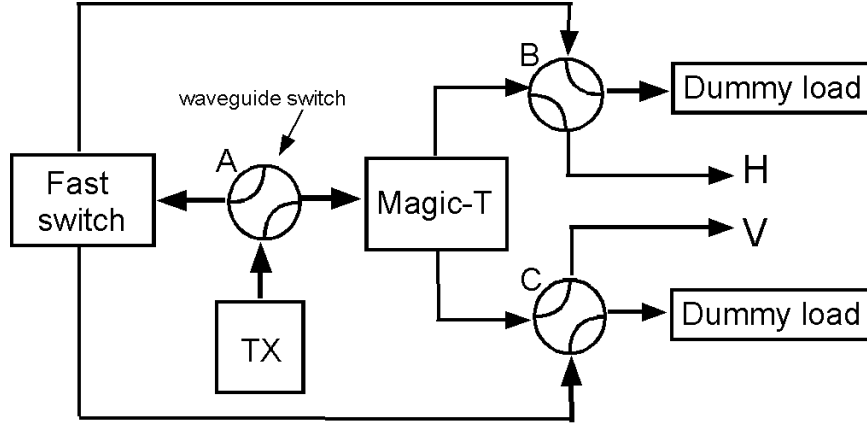 B
Dummy load
waveguide switch
A
Fast
switch
Magic-T
H
V
C
TX
Dummy load